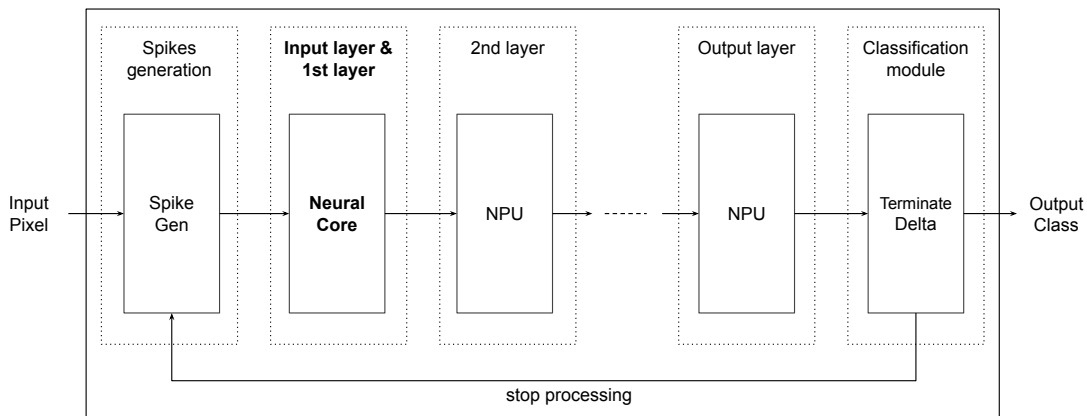 Spikes
generation
Input layer &
1st layer
2nd layer
Output layer
Classification
module
Input
Pixel
Spike
Gen
Neural
Core
NPU
NPU
Terminate
Delta
Output
Class
stop processing